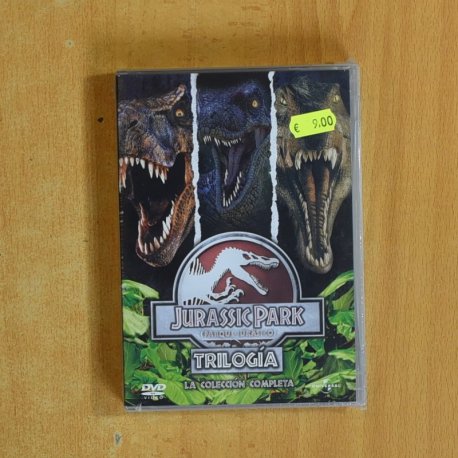 € 9.00
JURASSIC PARK
(PARQUE JURÁSICO)
TRILOGÍA
LA COLECCIÓN COMPLETA
DVD
VIDEO
UNIVERSAL